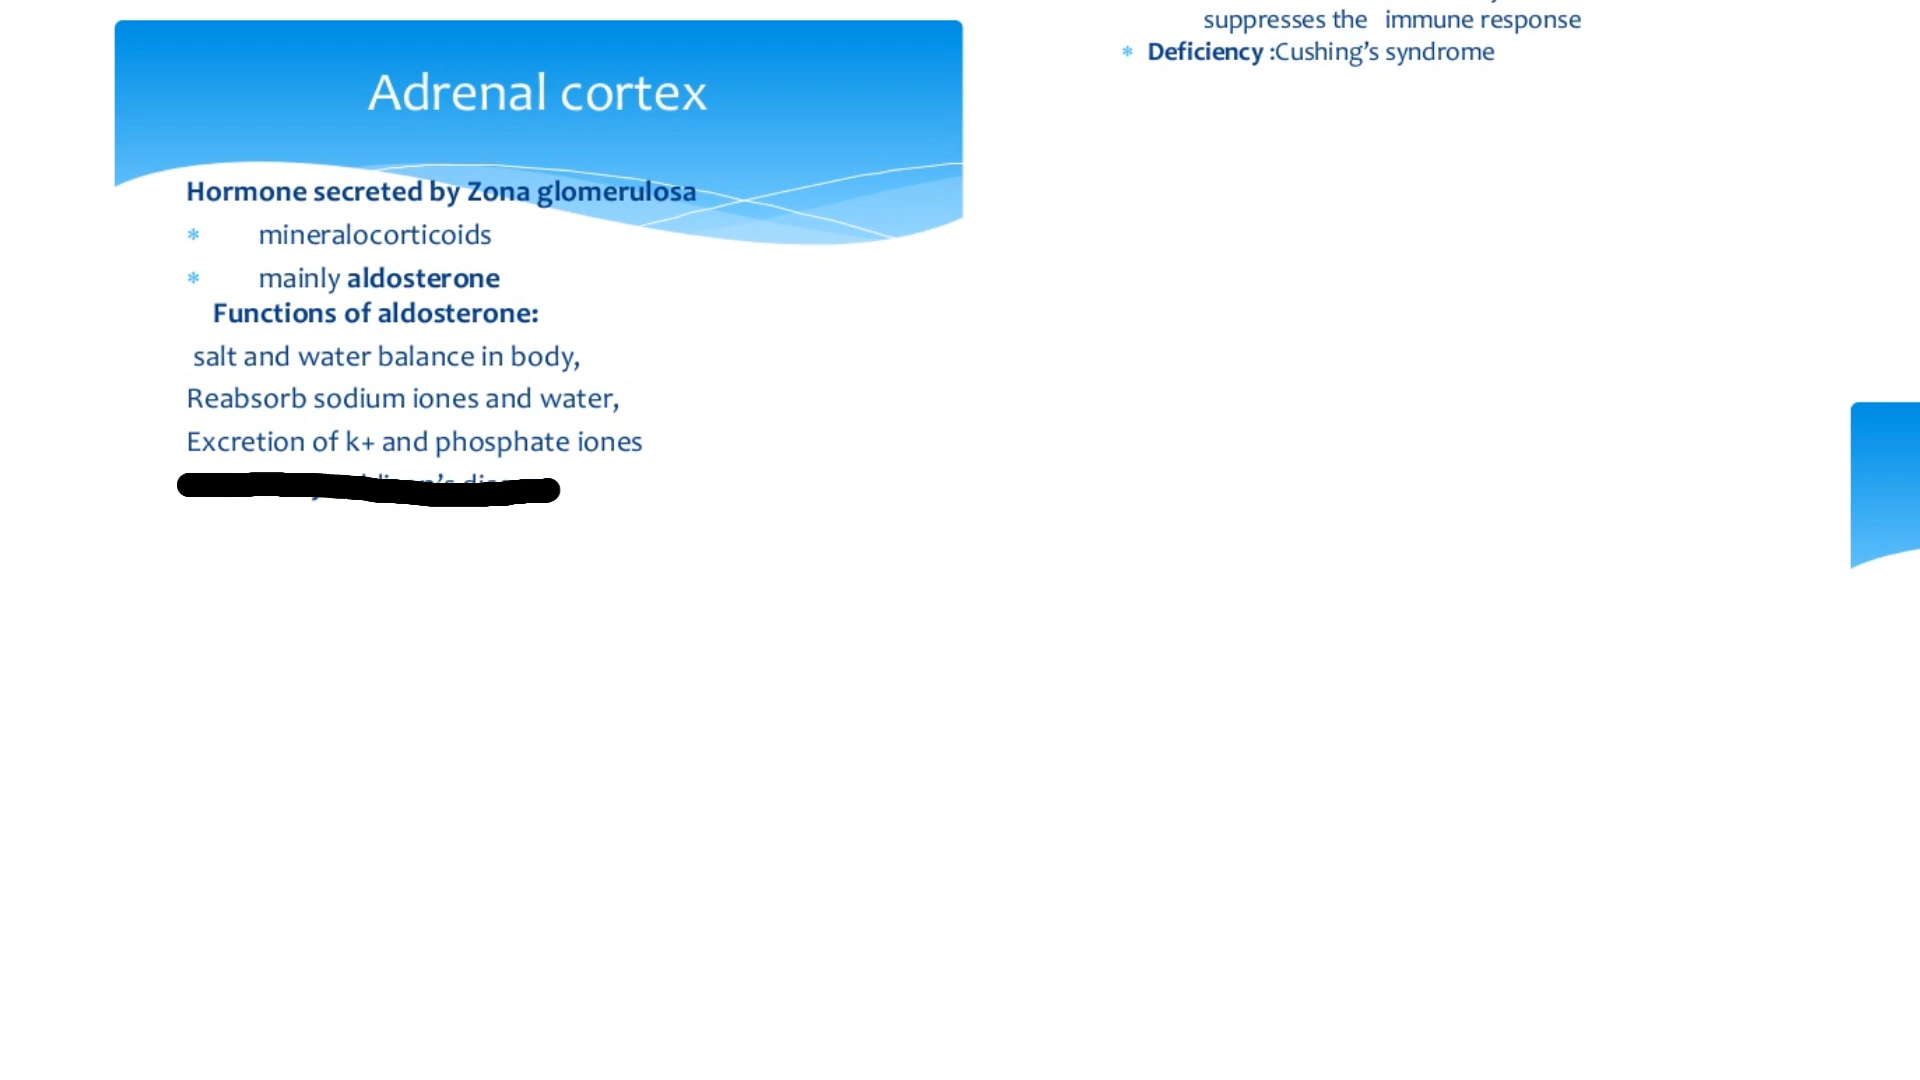 Adrenal cortex
Hormone secreted by Zona glomerulosa
* mineralocorticoids
* mainly aldosterone
Functions of aldosterone:
salt and water balance in body,
Reabsorb sodium iones and water,
Excretion of k+ and phosphate iones
suppresses the immune response
* Deficiency :Cushing’s syndrome